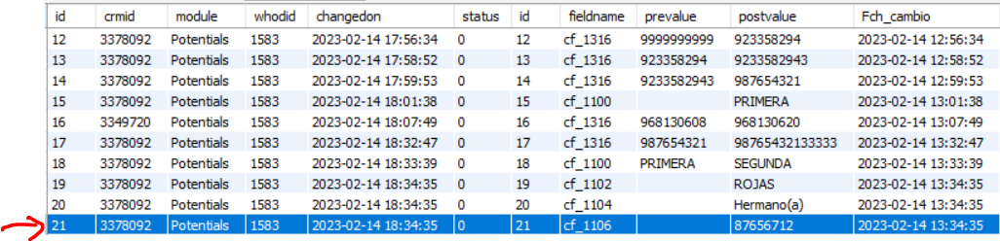 id crmid module whodid changedon status id fieldname prevalue postvalue Fch_cambio
12 3378092 Potentials 1583 2023-02-14 17:56:34 0 12 cf_1316 9999999999 923358294 2023-02-14 12:56:34
13 3378092 Potentials 1583 2023-02-14 17:58:52 0 13 cf_1316 923358294 9233582943 2023-02-14 12:58:52
14 3378092 Potentials 1583 2023-02-14 17:59:53 0 14 cf_1316 9233582943 987654321 2023-02-14 12:59:53
15 3378092 Potentials 1583 2023-02-14 18:01:38 0 15 cf_1100 PRIMERA 2023-02-14 13:01:38
16 3349720 Potentials 1583 2023-02-14 18:07:49 0 16 cf_1316 968130608 968130620 2023-02-14 13:07:49
17 3378092 Potentials 1583 2023-02-14 18:32:47 0 17 cf_1316 987654321 98765432133333 2023-02-14 13:32:47
18 3378092 Potentials 1583 2023-02-14 18:33:39 0 18 cf_1100 PRIMERA SEGUNDA 2023-02-14 13:33:39
19 3378092 Potentials 1583 2023-02-14 18:34:35 0 19 cf_1102 ROJAS 2023-02-14 13:34:35
20 3378092 Potentials 1583 2023-02-14 18:34:35 0 20 cf_1104 Hermano(a) 2023-02-14 13:34:35
21 3378092 Potentials 1583 2023-02-14 18:34:35 0 21 cf_1106 87656712 2023-02-14 13:34:35